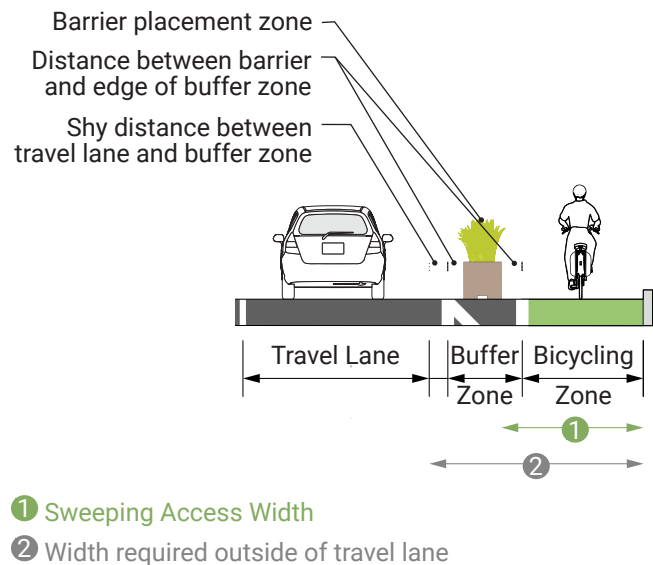 Barrier placement zone
Distance between barrier
and edge of buffer zone
Shy distance between
travel lane and buffer zone
Travel Lane
Buffer
Zone
Bicycling
Zone
1
2
1 Sweeping Access Width
2 Width required outside of travel lane